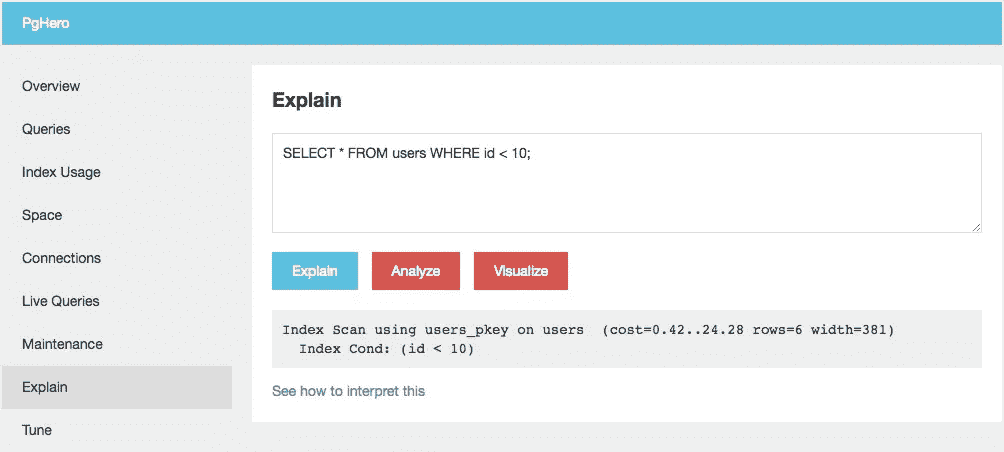 PgHero
Overview
Queries
Index Usage
Space
Connections
Live Queries
Maintenance
Explain
Tune
Explain
SELECT * FROM users WHERE id < 10;
Explain Analyze Visualize
Index Scan using users_pkey on users  (cost=0.42..24.28 rows=6 width=381)
  Index Cond: (id < 10)
See how to interpret this